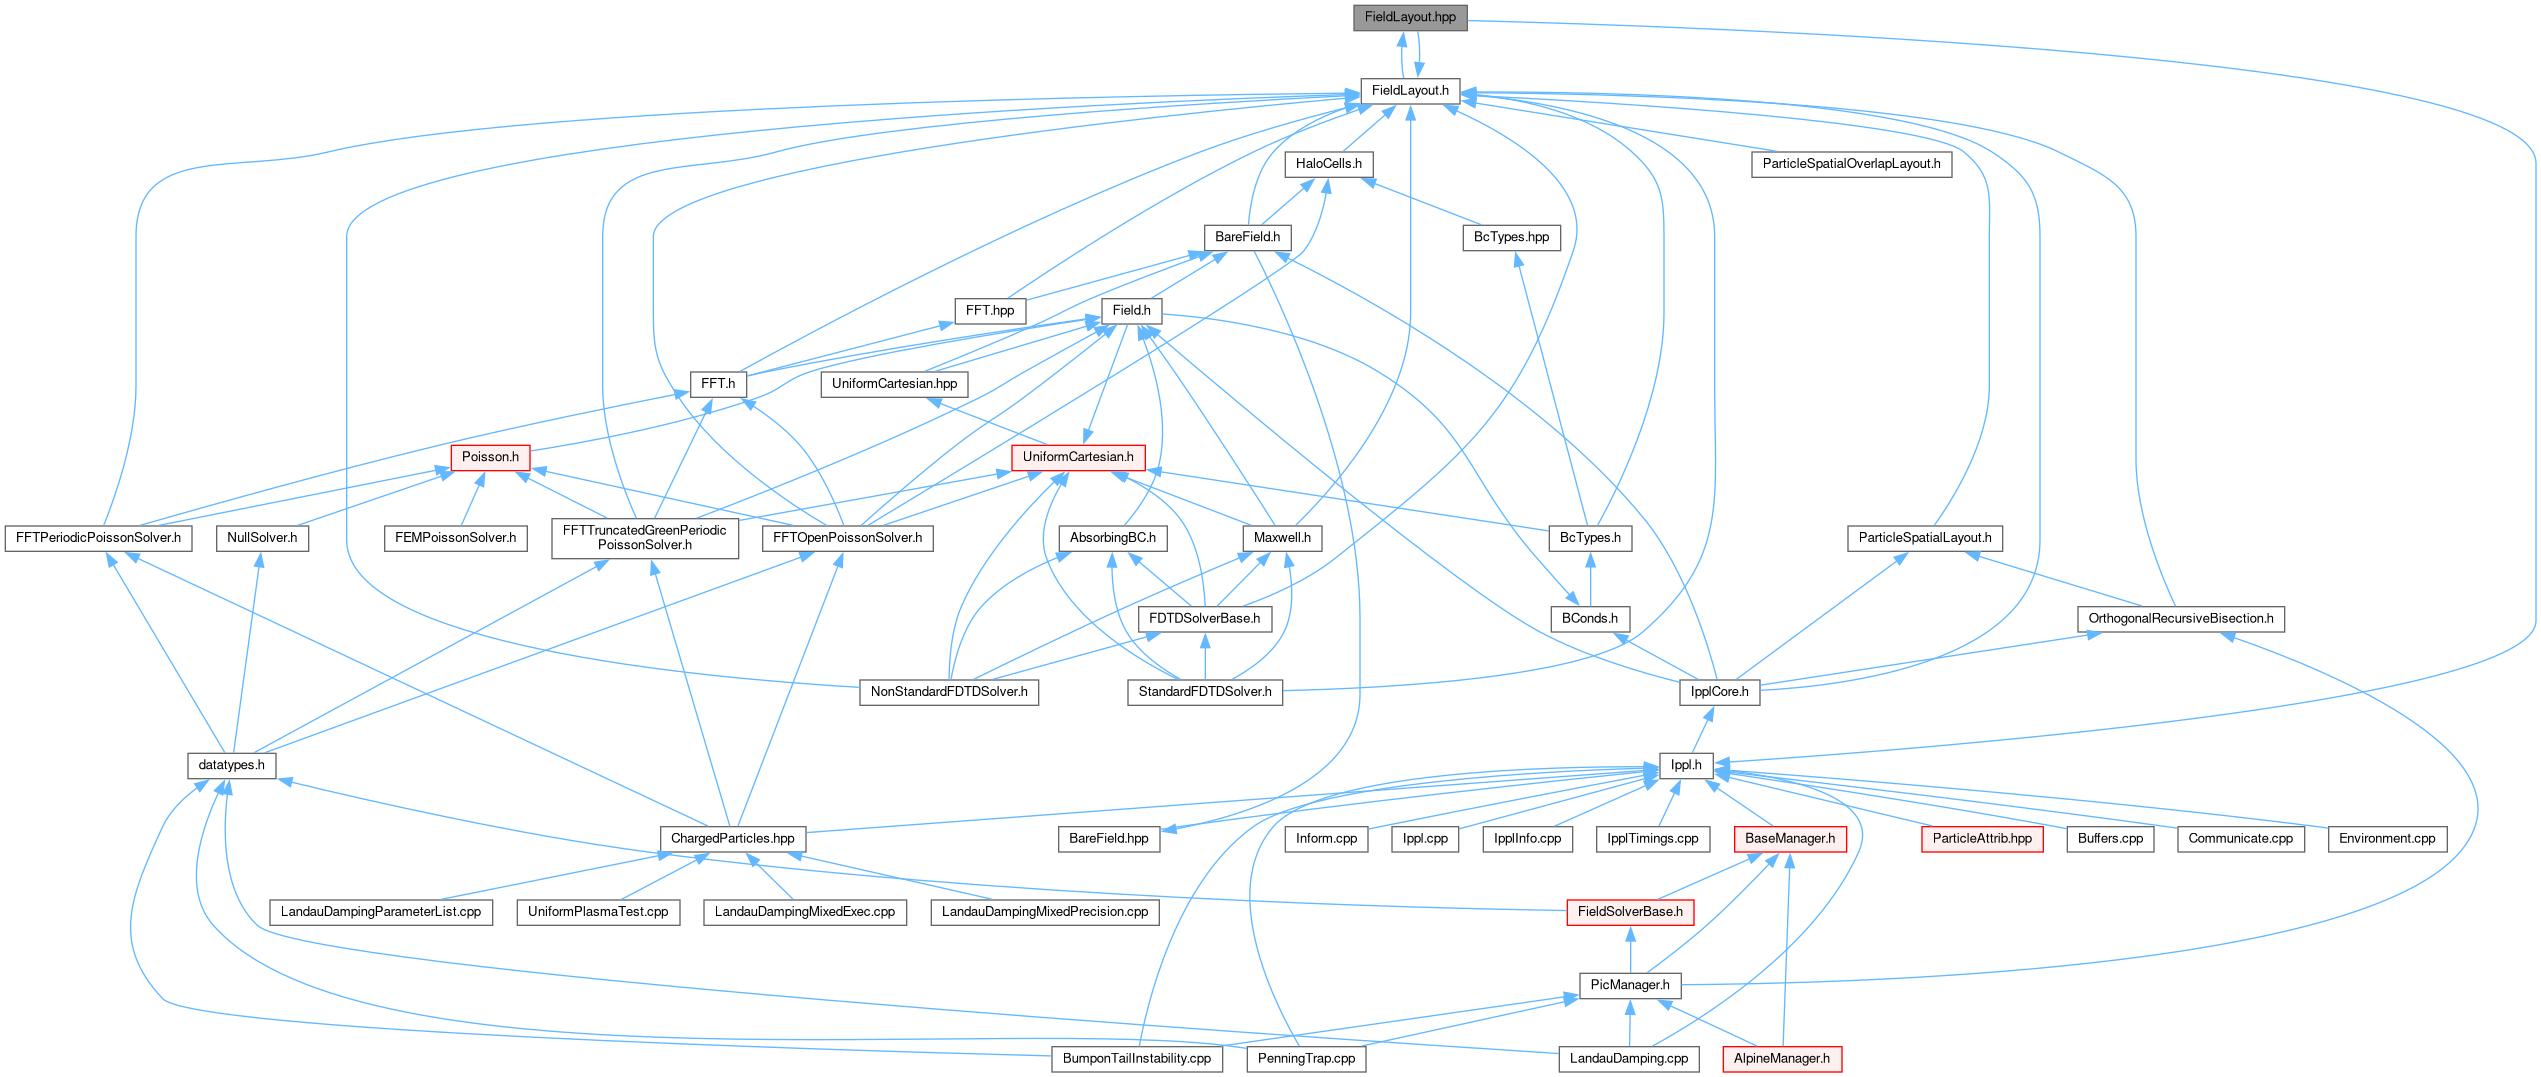 FieldLayout.hpp
FieldLayout.h
HaloCells.h
ParticleSpatialOverlapLayout.h
BareField.h
BcTypes.hpp
FFT.hpp
Field.h
FFT.h
UniformCartesian.hpp
Poisson.h
UniformCartesian.h
FFTPeriodicPoissonSolver.h
NullSolver.h
FEMPoissonSolver.h
FFTTruncatedGreenPeriodic
PoissonSolver.h
FFTOpenPoissonSolver.h
AbsorbingBC.h
Maxwell.h
BcTypes.h
ParticleSpatialLayout.h
FDTDSolverBase.h
BConds.h
OrthogonalRecursiveBisection.h
NonStandardFDTDSolver.h
StandardFDTDSolver.h
IpplCore.h
datatypes.h
Ippl.h
ChargedParticles.hpp
BareField.hpp
Inform.cpp
Ippl.cpp
IpplInfo.cpp
IpplTimings.cpp
BaseManager.h
ParticleAttrib.hpp
Buffers.cpp
Communicate.cpp
Environment.cpp
LandauDampingParameterList.cpp
UniformPlasmaTest.cpp
LandauDampingMixedExec.cpp
LandauDampingMixedPrecision.cpp
FieldSolverBase.h
PicManager.h
BumponTailInstability.cpp
PenningTrap.cpp
LandauDamping.cpp
AlpineManager.h